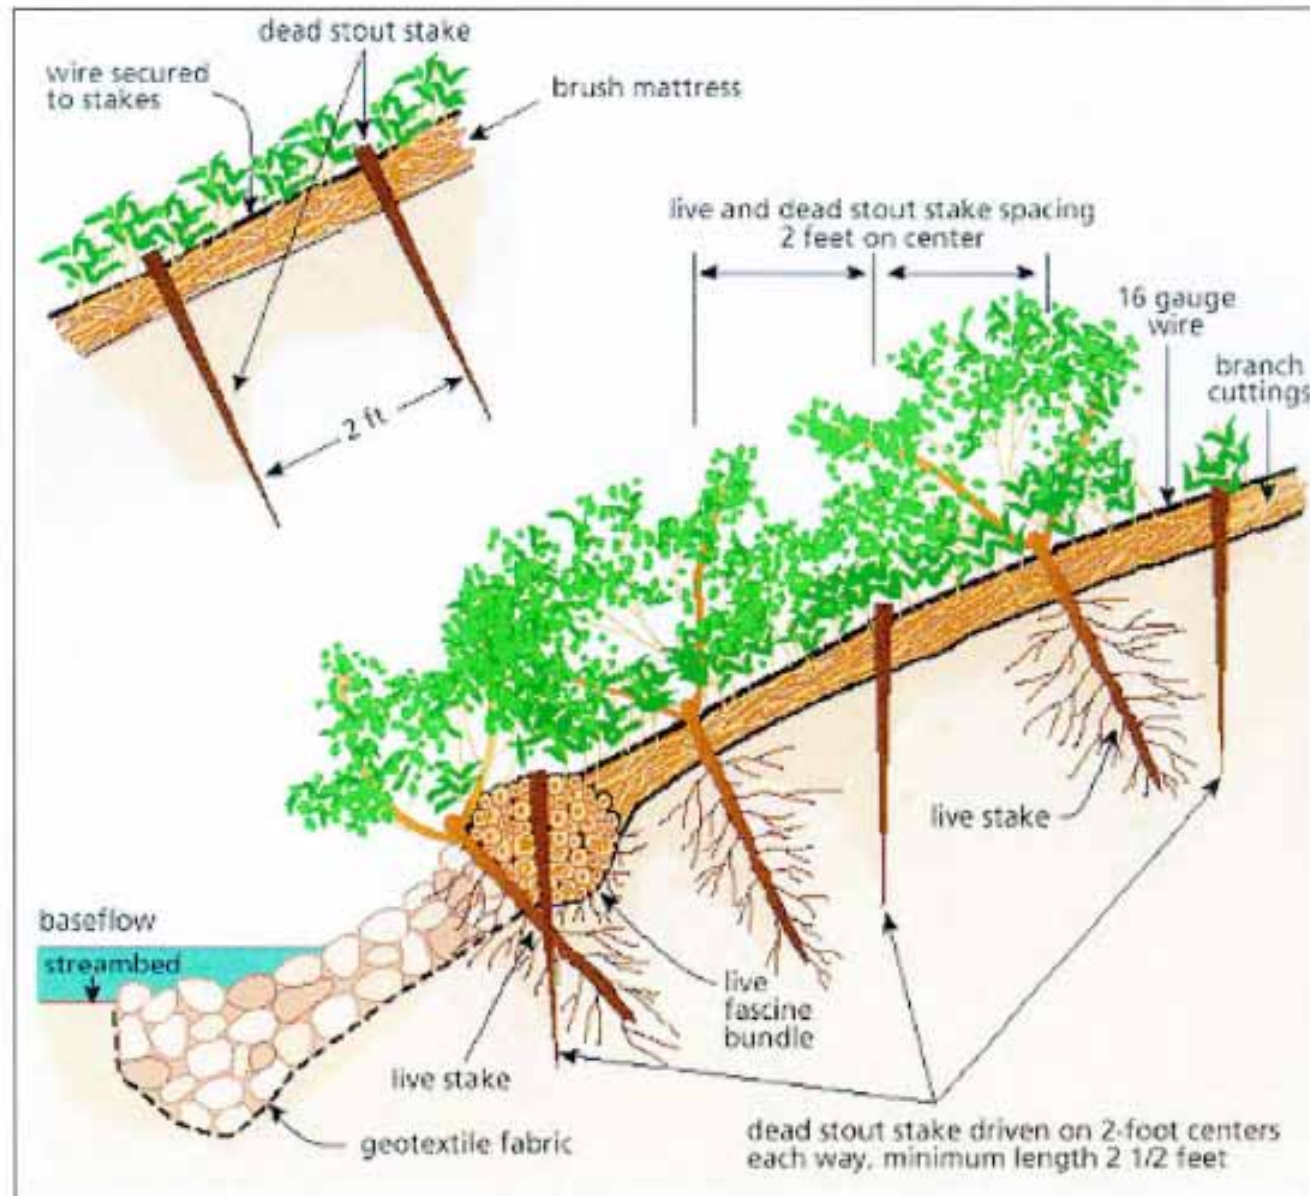 dead stout stake
wire secured
to stakes
brush mattress
2 ft
live and dead stout stake spacing
2 feet on center
16 gauge
wire
branch
cuttings
live stake
baseflow
streambed
live
fascine
bundle
live stake
geotextile fabric
dead stout stake driven on 2-foot centers
each way, minimum length 2 1/2 feet